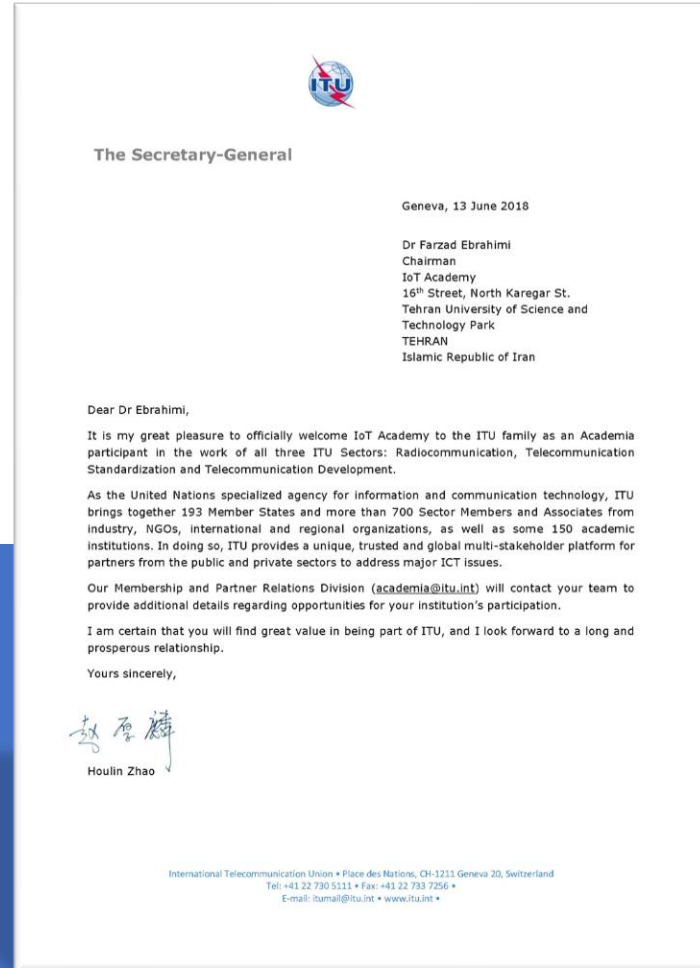 ITU
The Secretary-General
Geneva, 13 June 2018
Dr Farzad Ebrahimi
Chairman
IoT Academy
16th Street, North Karegar St.
Tehran University of Science and
Technology Park
TEHRAN
Islamic Republic of Iran
Dear Dr Ebrahimi,
It is my great pleasure to officially welcome IoT Academy to the ITU family as an Academia
participant in the work of all three ITU Sectors: Radiocommunication, Telecommunication
Standardization and Telecommunication Development.
As the United Nations specialized agency for information and communication technology, ITU
brings together 193 Member States and more than 700 Sector Members and Associates from
industry, NGOs, international and regional organizations, as well as some 150 academic
institutions. In doing so, ITU provides a unique, trusted and global multi-stakeholder platform for
partners from the public and private sectors to address major ICT issues.
Our Membership and Partner Relations Division (academia@itu.int) will contact your team to
provide additional details regarding opportunities for your institution's participation.
I am certain that you will find great value in being part of ITU, and I look forward to a long and
prosperous relationship.
Yours sincerely,
赵厚麟
Houlin Zhao
International Telecommunication Union • Place des Nations, CH-1211 Geneva 20, Switzerland
Tel: +41 22 730 5111 • Fax: +41 22 733 7256 •
E-mail: itumail@itu.int • www.itu.int •